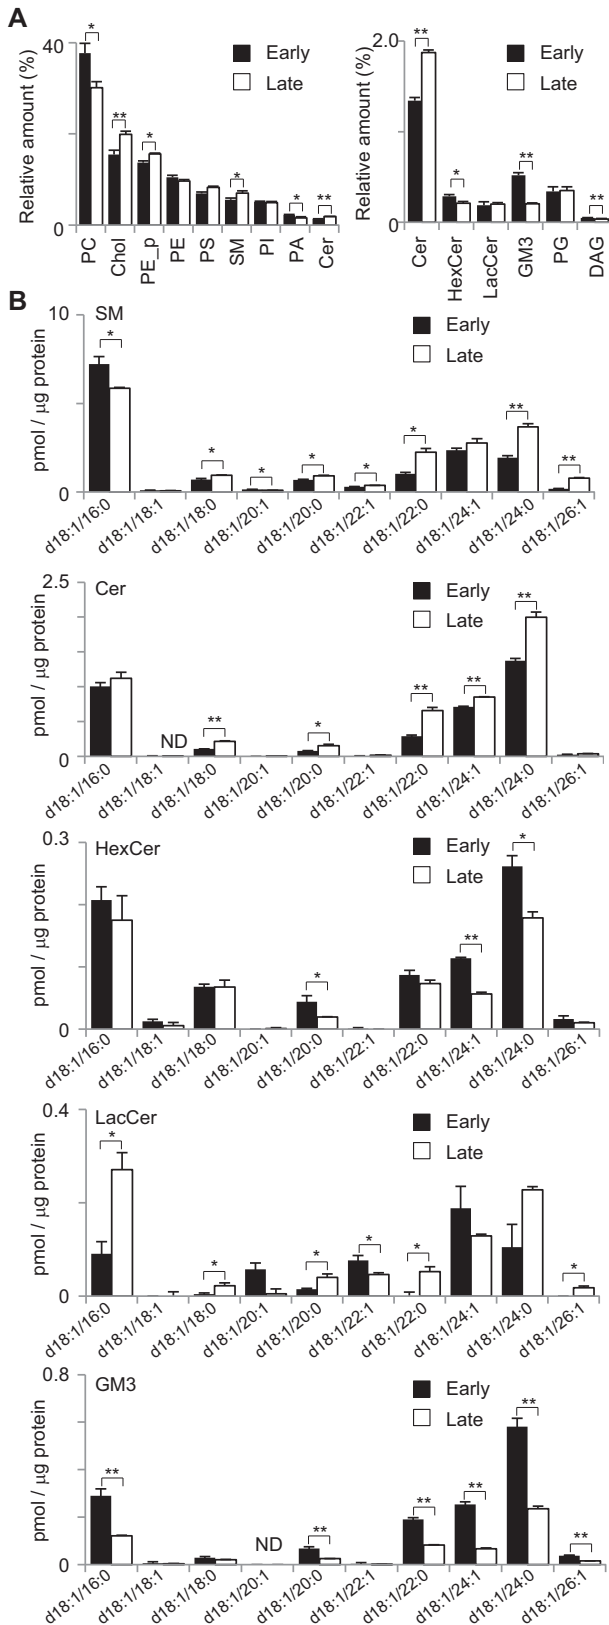 A
Relative amount (%)
40
0
*
**
*
*
*
**
Early
Late
PC
Chol
PE_p
PE
PS
SM
PI
PA
Cer
Relative amount (%)
2.0
0
**
*
**
**
Early
Late
Cer
HexCer
LacCer
GM3
PG
DAG
B
SM
pmol / μg protein
10
0
*
*
*
*
*
*
**
**
Early
Late
d18:1/16:0
d18:1/18:1
d18:1/18:0
d18:1/20:1
d18:1/20:0
d18:1/22:1
d18:1/22:0
d18:1/24:1
d18:1/24:0
d18:1/26:1
Cer
pmol / μg protein
2.5
0
ND
**
*
**
**
**
Early
Late
d18:1/16:0
d18:1/18:1
d18:1/18:0
d18:1/20:1
d18:1/20:0
d18:1/22:1
d18:1/22:0
d18:1/24:1
d18:1/24:0
d18:1/26:1
HexCer
pmol / μg protein
0.3
0
*
**
*
Early
Late
d18:1/16:0
d18:1/18:1
d18:1/18:0
d18:1/20:1
d18:1/20:0
d18:1/22:1
d18:1/22:0
d18:1/24:1
d18:1/24:0
d18:1/26:1
LacCer
pmol / μg protein
0.4
0
*
*
*
*
*
*
Early
Late
d18:1/16:0
d18:1/18:1
d18:1/18:0
d18:1/20:1
d18:1/20:0
d18:1/22:1
d18:1/22:0
d18:1/24:1
d18:1/24:0
d18:1/26:1
GM3
pmol / μg protein
0.8
0
**
ND
**
**
**
**
**
Early
Late
d18:1/16:0
d18:1/18:1
d18:1/18:0
d18:1/20:1
d18:1/20:0
d18:1/22:1
d18:1/22:0
d18:1/24:1
d18:1/24:0
d18:1/26:1